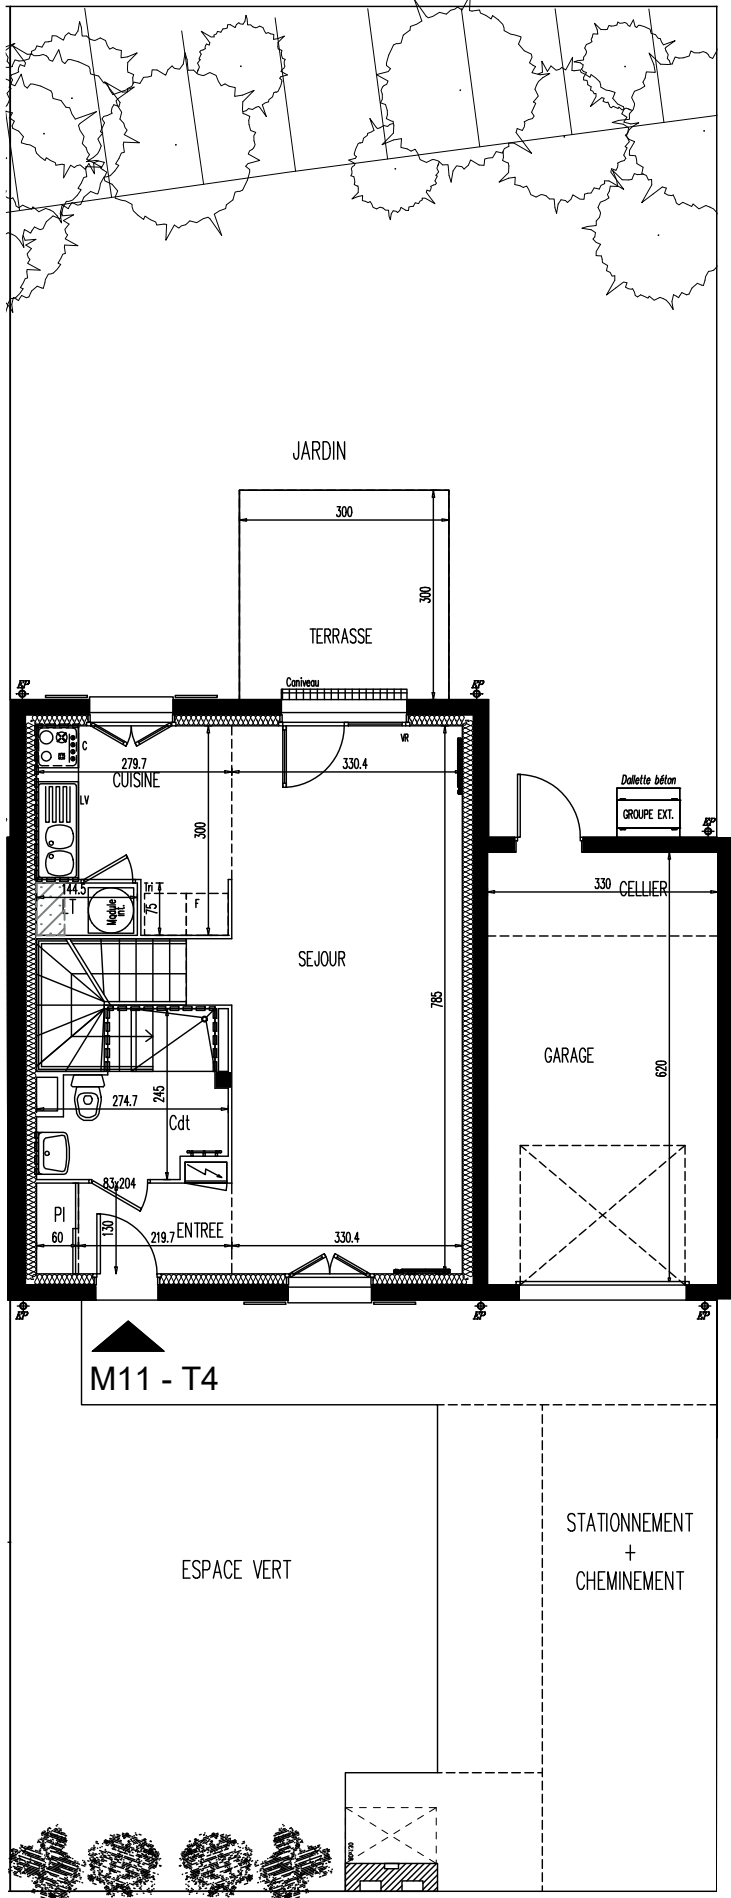 JARDIN
300
300
TERRASSE
Caniveau
EP
EP
VR
C
279.7
330.4
CUISINE
LV
300
Dallette béton
GROUPE EXT.
EP
144.5
Tri
T
Module int.
75
F
330
CELLIER
SEJOUR
785
GARAGE
620
274.7
245
Cdt
83x204
PI
60
130
219.7
ENTREE
330.4
EP
EP
EP
M11 - T4
STATIONNEMENT
+
CHEMINEMENT
ESPACE VERT